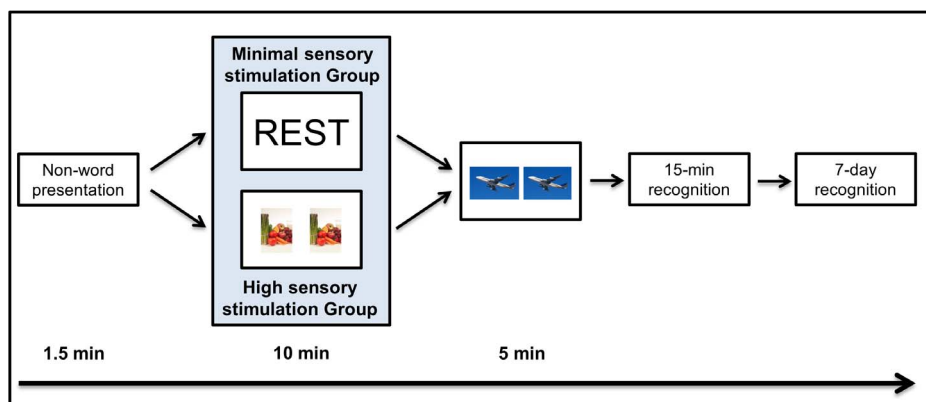 Minimal sensory
stimulation Group
REST
Non-word
presentation
15-min
recognition
7-day
recognition
High sensory
stimulation Group
1.5 min
10 min
5 min